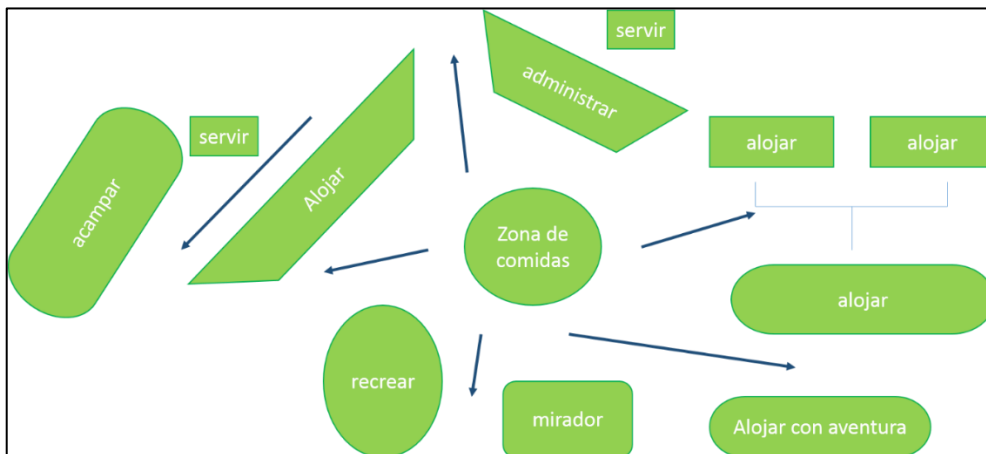 servir
administrar
servir
alojar
alojar
acampar
Alojar
Zona de
comidas
alojar
recrear
mirador
Alojar con aventura